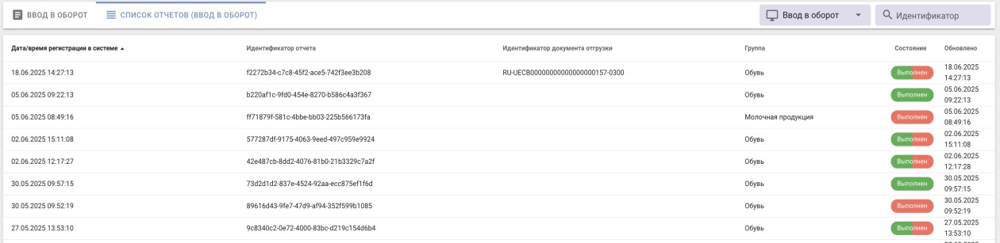 ВВОД В ОБОРОТ СПИСОК ОТЧЕТОВ (ВВОД В ОБОРОТ) Ввод в оборот Идентификатор
Дата/время регистрации в системе Идентификатор отчета Идентификатор документа отгрузки Группа Состояние Обновлено
18.06.2025 14:27:13 f2272b34-c7c8-45f2-ace5-742f3ee3b208 RU-UECB00000000000000000157-0300 Обувь Выполнен 18.06.2025
14:27:13
05.06.2025 09:22:13 b220af1c-9fd0-454e-8270-b586c4a3f367 Обувь Выполнен 05.06.2025
09:22:13
05.06.2025 08:49:16 ff71879f-581c-4bbe-bb03-225b566173fa Молочная продукция Выполнен 05.06.2025
08:49:16
02.06.2025 15:11:08 577287df-9175-4063-9eed-497c959e9924 Обувь Выполнен 02.06.2025
15:11:08
02.06.2025 12:17:27 42e487cb-8dd2-4076-81b0-21b3329c7a2f Обувь Выполнен 02.06.2025
12:17:28
30.05.2025 09:57:15 73d2d1d2-837e-4524-92aa-ecc875ef1f6d Обувь Выполнен 30.05.2025
09:57:15
30.05.2025 09:52:19 89616d43-9fe7-47d9-af94-352f599b1085 Обувь Выполнен 30.05.2025
09:52:19
27.05.2025 13:53:10 9c8340c2-0e72-4000-83bc-d219c154d6b4 Обувь Выполнен 27.05.2025
13:53:10